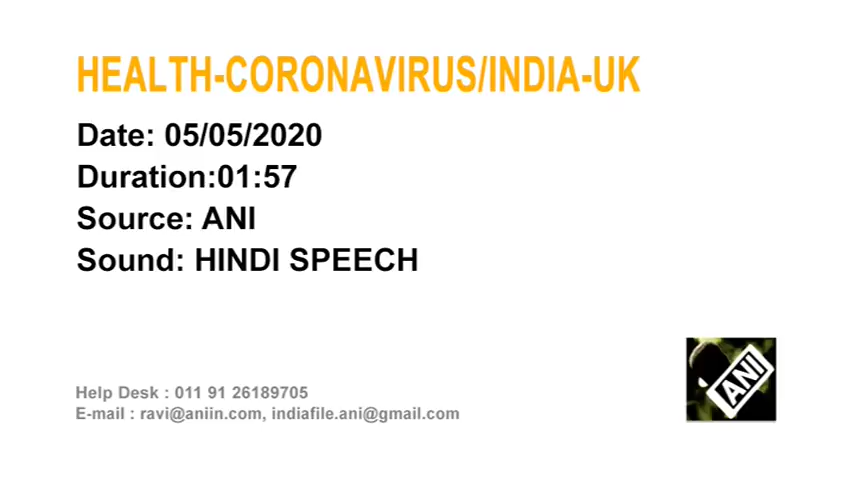 HEALTH-CORONAVIRUS/INDIA-UK
Date: 05/05/2020
Duration:01:57
Source: ANI
Sound: HINDI SPEECH
ANI
Help Desk : 011 91 26189705
E-mail : ravi@aniin.com, indiafile.ani@gmail.com